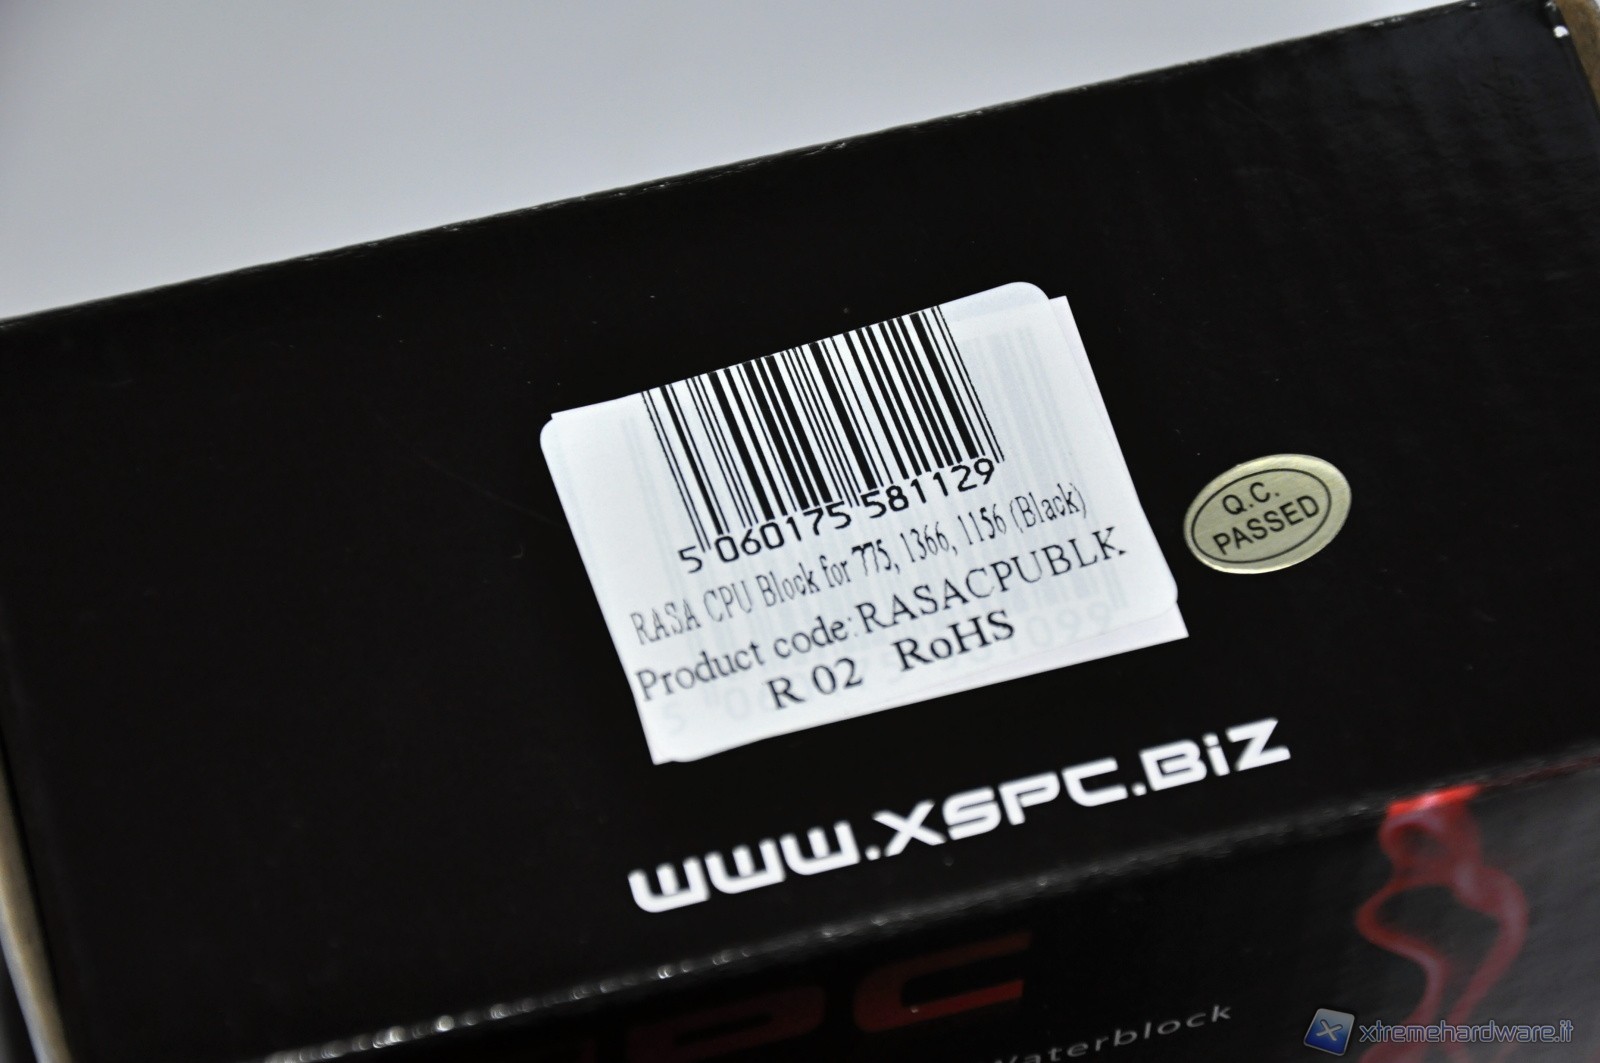 5 060175 581129
RASA CPU Block for 775, 1366, 1156 (Black)
Product code:RASACPUBLK
R 02 RoHS
Q.C.
PASSED
www.XSPC.BiZ
PC
Waterblock
xtremehardware.it